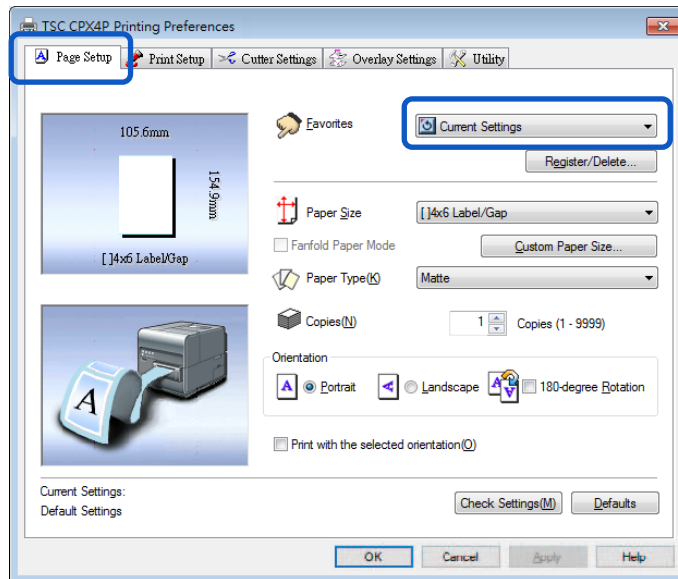 TSC CPX4P Printing Preferences
Page Setup Print Setup Cutter Settings Overlay Settings Utility
105.6mm
154.9mm
[ ]4x6 Label/Gap
Favorites Current Settings
Register/Delete...
Paper Size [ ]4x6 Label/Gap
Fanfold Paper Mode Custom Paper Size...
Paper Type(K) Matte
Copies(N) 1 Copies (1 - 9999)
Orientation
A Portrait A Landscape A A 180-degree Rotation
A
Print with the selected orientation(O)
Current Settings:
Default Settings
Check Settings(M) Defaults
OK Cancel Apply Help